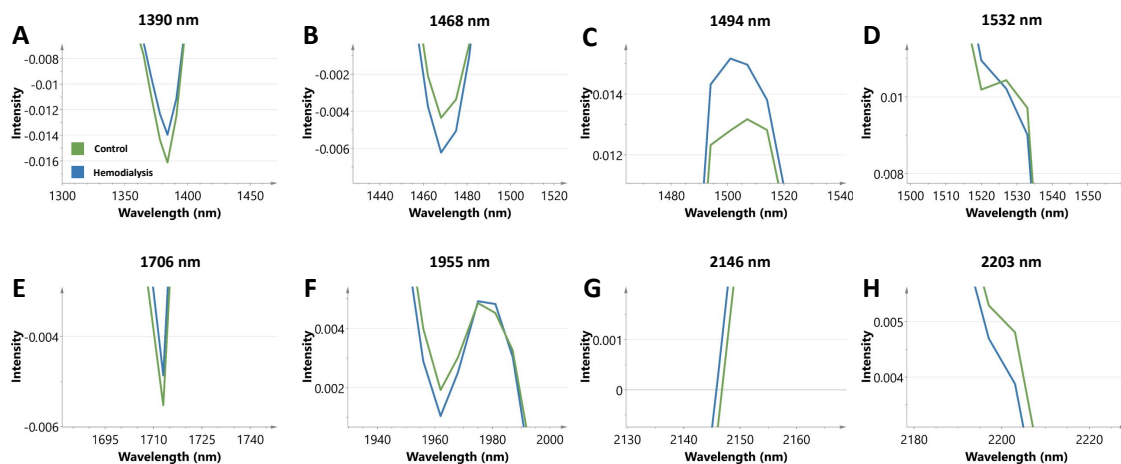 A
1390 nm
Intensity
-0.008
-0.01
-0.012
-0.014
-0.016
Control
Hemodialysis
1300 1350 1400 1450
Wavelength (nm)
B
1468 nm
Intensity
-0.002
-0.004
-0.006
1440 1460 1480 1500 1520
Wavelength (nm)
C
1494 nm
Intensity
0.014
0.012
1480 1500 1520 1540
Wavelength (nm)
D
1532 nm
Intensity
0.01
0.008
1500 1510 1520 1530 1540 1550
Wavelength (nm)
E
1706 nm
Intensity
-0.004
-0.006
1695 1710 1725 1740
Wavelength (nm)
F
1955 nm
Intensity
0.004
0.002
1940 1960 1980 2000
Wavelength (nm)
G
2146 nm
Intensity
0.001
0
2130 2140 2150 2160
Wavelength (nm)
H
2203 nm
Intensity
0.005
0.004
2180 2200 2220
Wavelength (nm)